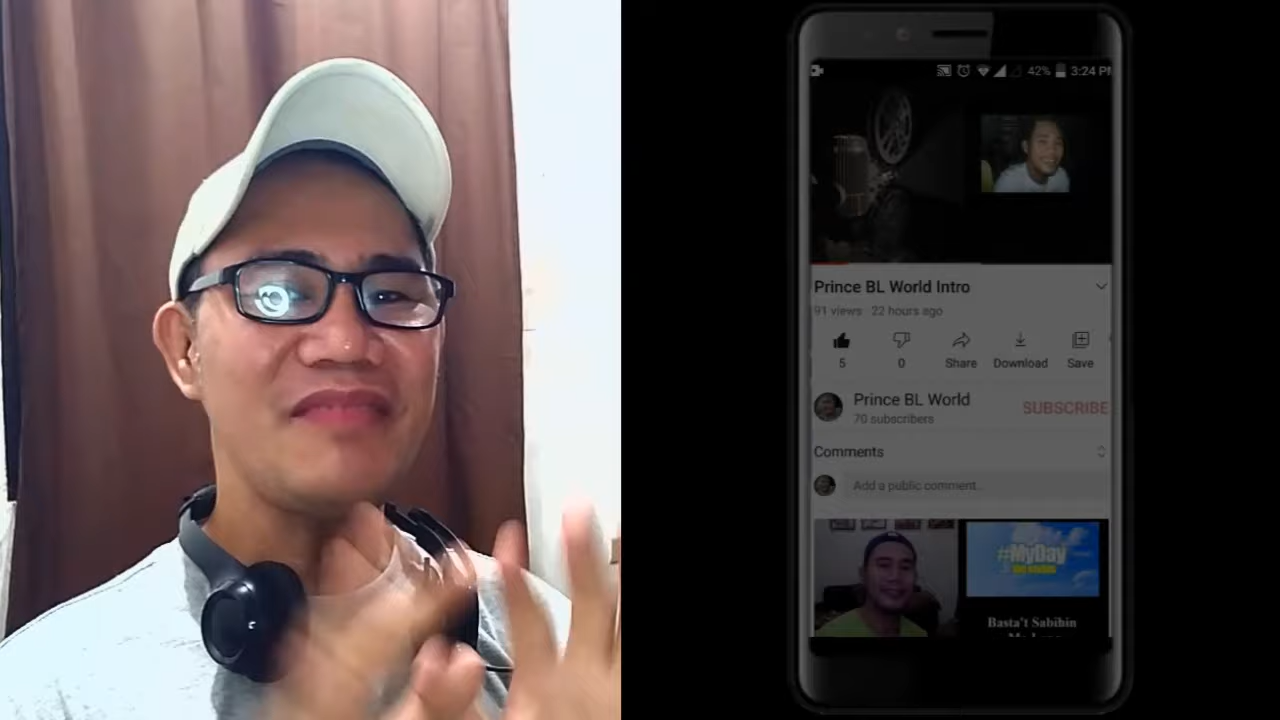 42% 3:24 PM
Prince BL World Intro
91 views 22 hours ago
5 0 Share Download Save
Prince BL World SUBSCRIBE
70 subscribers
Comments
Add a public comment...
#MyDay
Basta't Sabihin